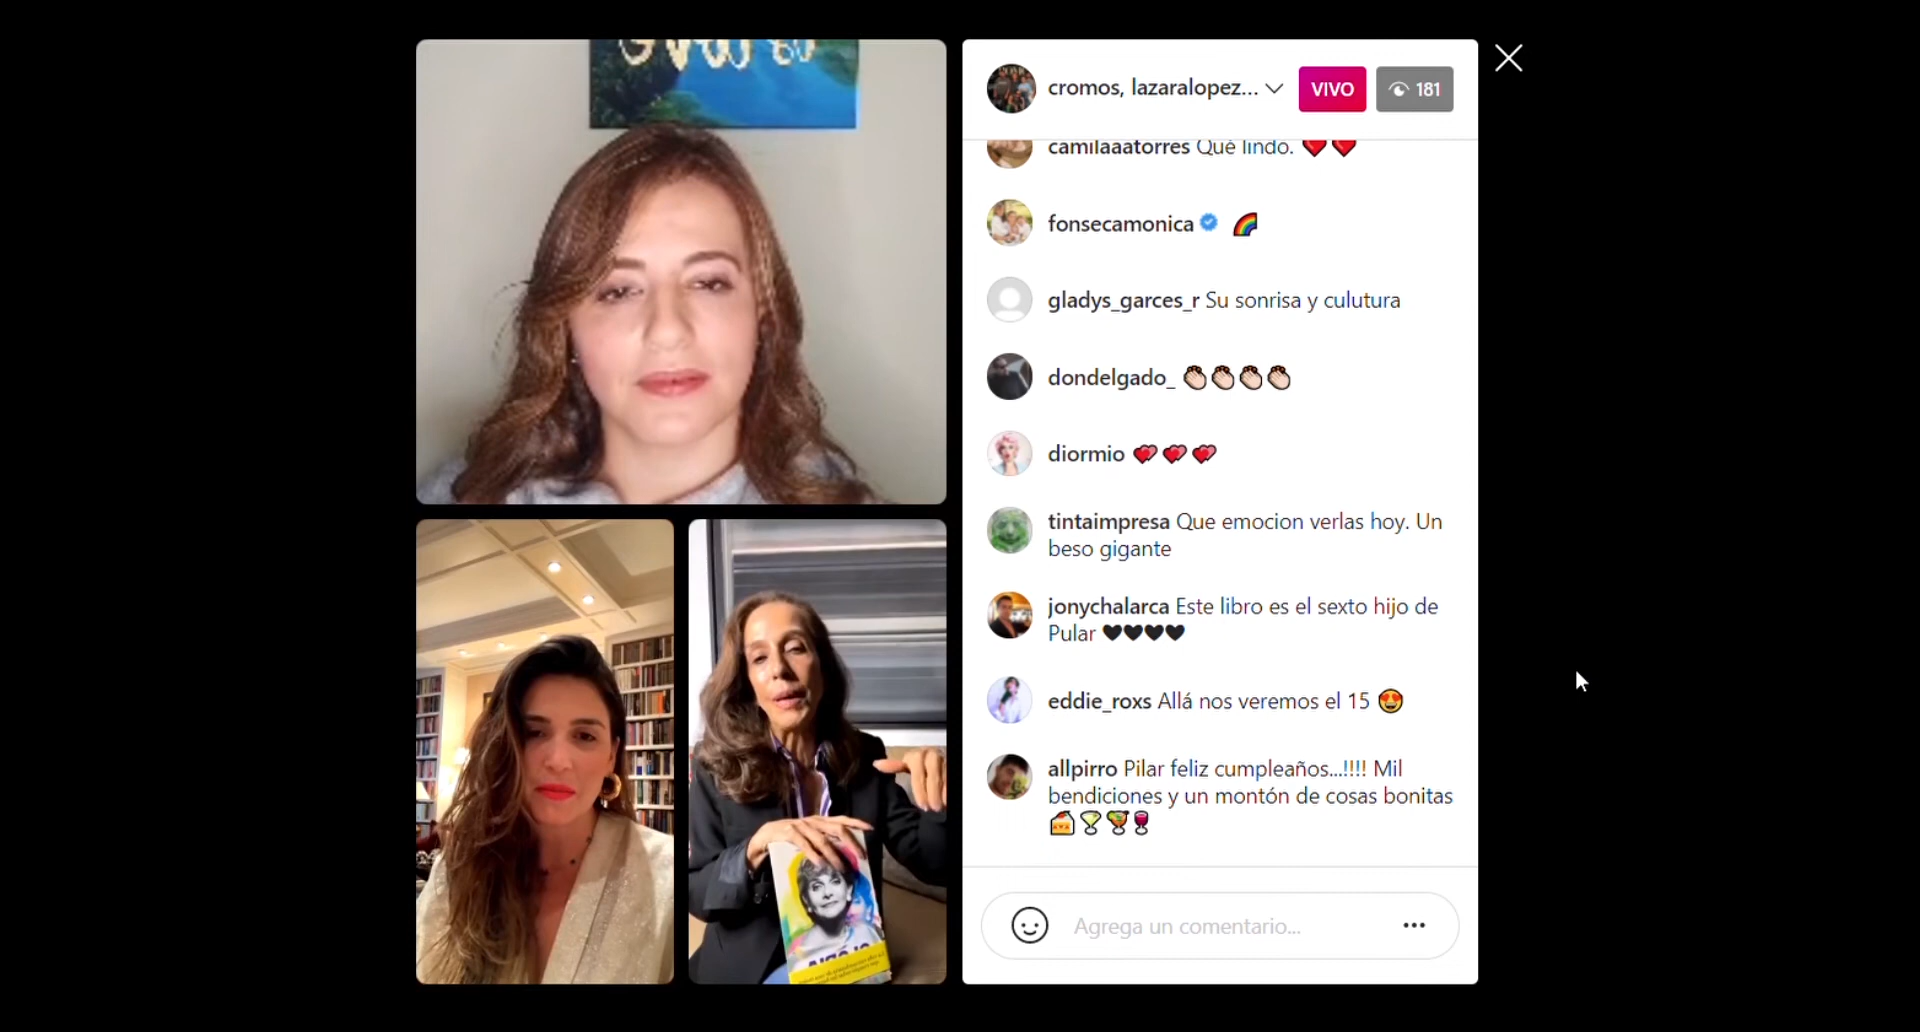 cromos, lazaralopez...
VIVO
181
camilaaatorres Qué lindo. ❤️❤️
fonsecamonica 🌈
gladys_garces_r Su sonrisa y culutura
dondelgado_ 👏🏻👏🏻👏🏻👏🏻
diormio 💕💕💕
tintaimpresa Que emocion verlas hoy. Un
beso gigante
jonychalarca Este libro es el sexto hijo de
Pular 🖤🖤🖤🖤
eddie_roxs Allá nos veremos el 15 😍
allpirro Pilar feliz cumpleaños...!!!! Mil
bendiciones y un montón de cosas bonitas
🍰🍸🍹🍷
Agrega un comentario...